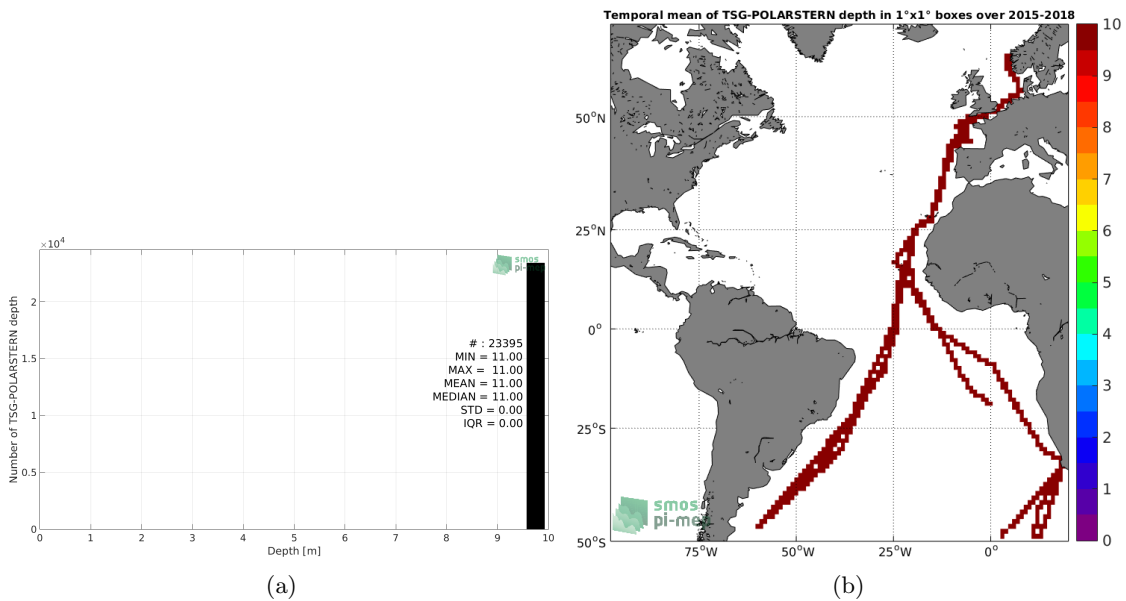 Temporal mean of TSG-POLARSTERN depth in 1°x1° boxes over 2015-2018
×10⁴
Number of TSG-POLARSTERN depth
2
1.5
1
0.5
0
smos
pi-mep
# : 23395
MIN = 11.00
MAX = 11.00
MEAN = 11.00
MEDIAN = 11.00
STD = 0.00
IQR = 0.00
0 1 2 3 4 5 6 7 8 9 10
Depth [m]
(a)
50°N
25°N
0°
25°S
50°S
smos
pi-mep
75°W 50°W 25°W 0°
10
9
8
7
6
5
4
3
2
1
0
(b)